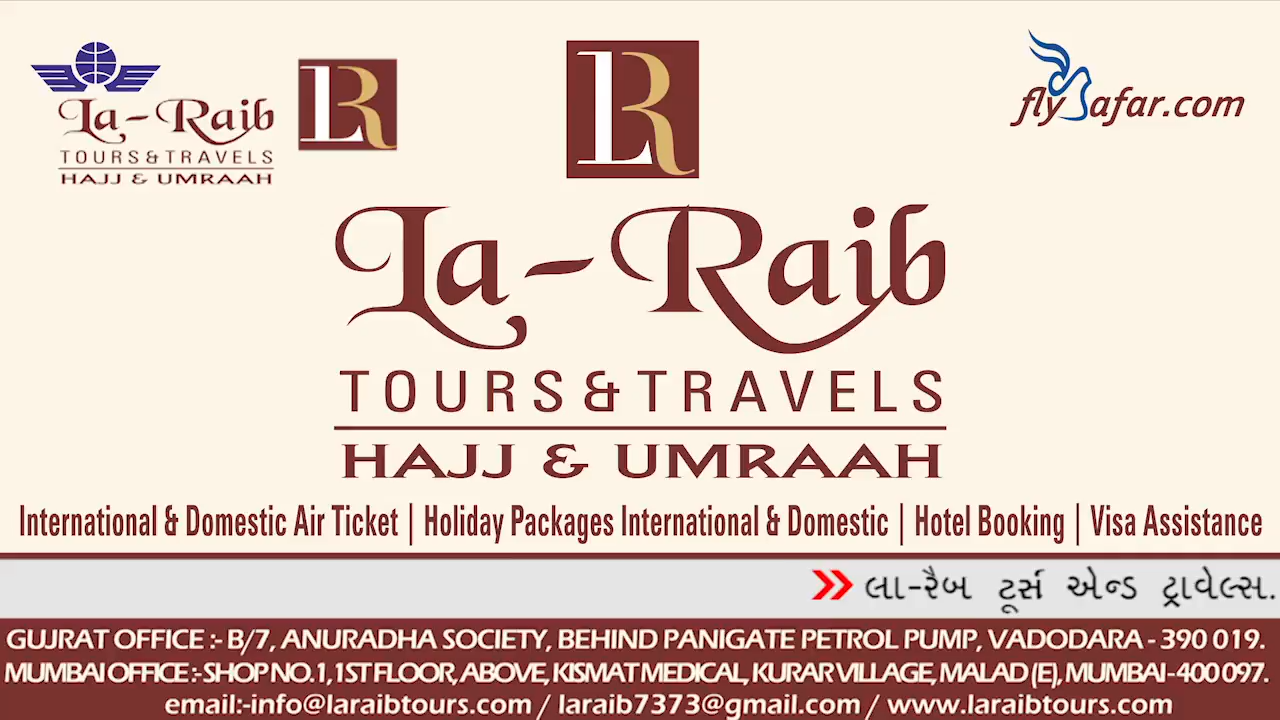 La-Raib
TOURS & TRAVELS
HAJJ & UMRAAH
LR
LR
flySafar.com
La-Raib
TOURS & TRAVELS
HAJJ & UMRAAH
International & Domestic Air Ticket | Holiday Packages International & Domestic | Hotel Booking | Visa Assistance
લા-રૈબ ટૂર્સ એન્ડ ટ્રાવેલ્સ.
GUJRAT OFFICE :- B/7, ANURADHA SOCIETY, BEHIND PANIGATE PETROL PUMP, VADODARA - 390 019.
MUMBAI OFFICE :- SHOP NO. 1, 1ST FLOOR, ABOVE, KISMAT MEDICAL, KURAR VILLAGE, MALAD (E), MUMBAI - 400 097.
email:-info@laraibtours.com / laraib7373@gmail.com / www.laraibtours.com